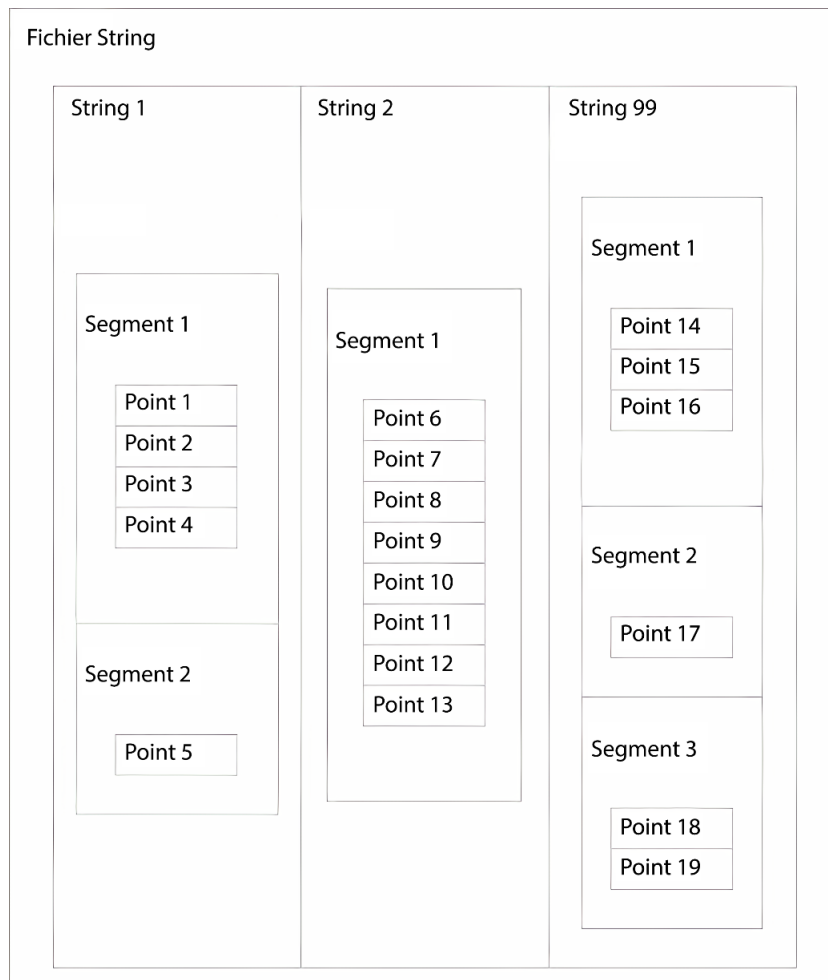 Fichier String
String 1
Segment 1
Point 1
Point 2
Point 3
Point 4
Segment 2
Point 5
String 2
Segment 1
Point 6
Point 7
Point 8
Point 9
Point 10
Point 11
Point 12
Point 13
String 99
Segment 1
Point 14
Point 15
Point 16
Segment 2
Point 17
Segment 3
Point 18
Point 19